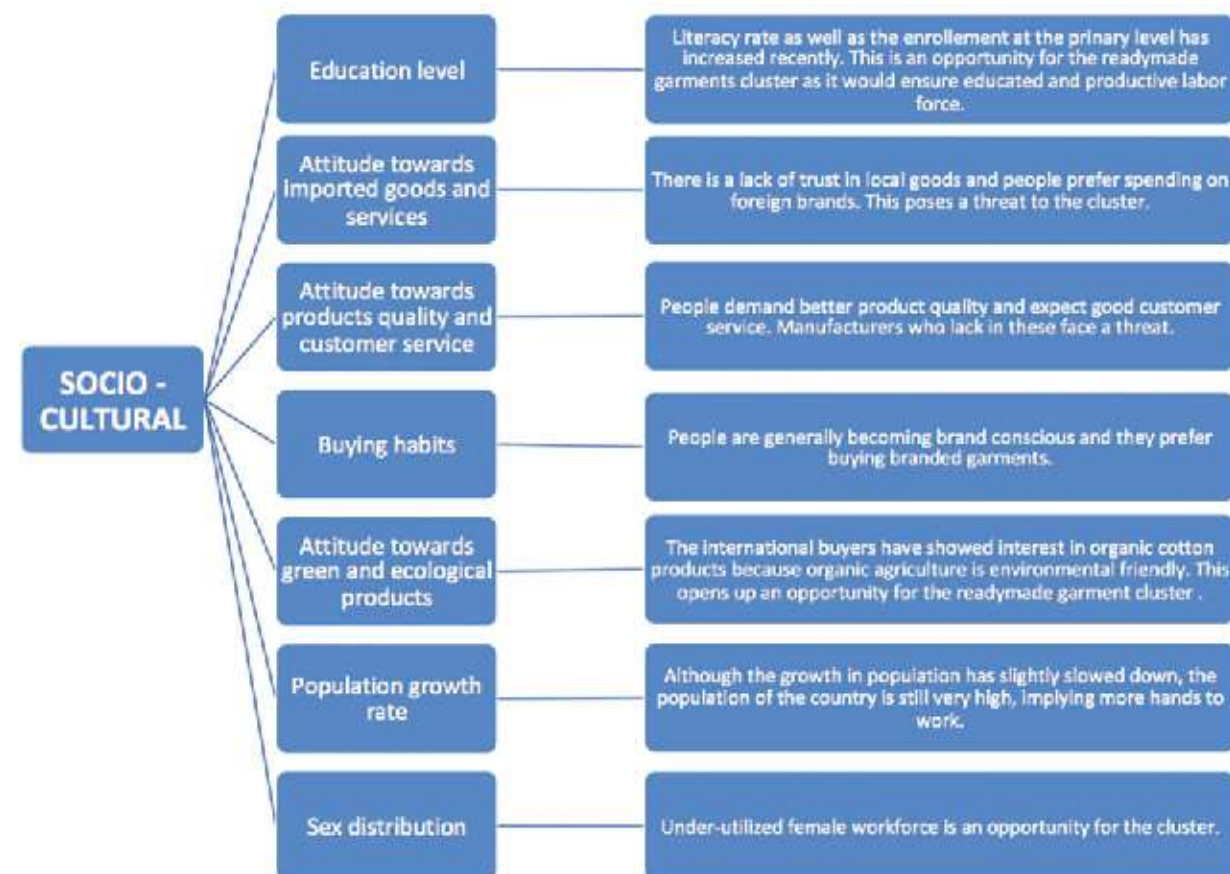 SOCIO -
CULTURAL
Education level
Literacy rate as well as the enrollement at the primary level has
increased recently. This is an opportunity for the readymade
garments cluster as it would ensure educated and productive labor
force.
Attitude towards
imported goods and
services
There is a lack of trust in local goods and people prefer spending on
foreign brands. This poses a threat to the cluster.
Attitude towards
products quality and
customer service
People demand better product quality and expect good customer
service. Manufacturers who lack in these face a threat.
Buying habits
People are generally becoming brand conscious and they prefer
buying branded garments.
Attitude towards
green and ecological
products
The international buyers have showed interest in organic cotton
products because organic agriculture is environmental friendly. This
opens up an opportunity for the readymade garment cluster .
Population growth
rate
Although the growth in population has slightly slowed down, the
population of the country is still very high, implying more hands to
work.
Sex distribution
Under-utilized female workforce is an opportunity for the cluster.